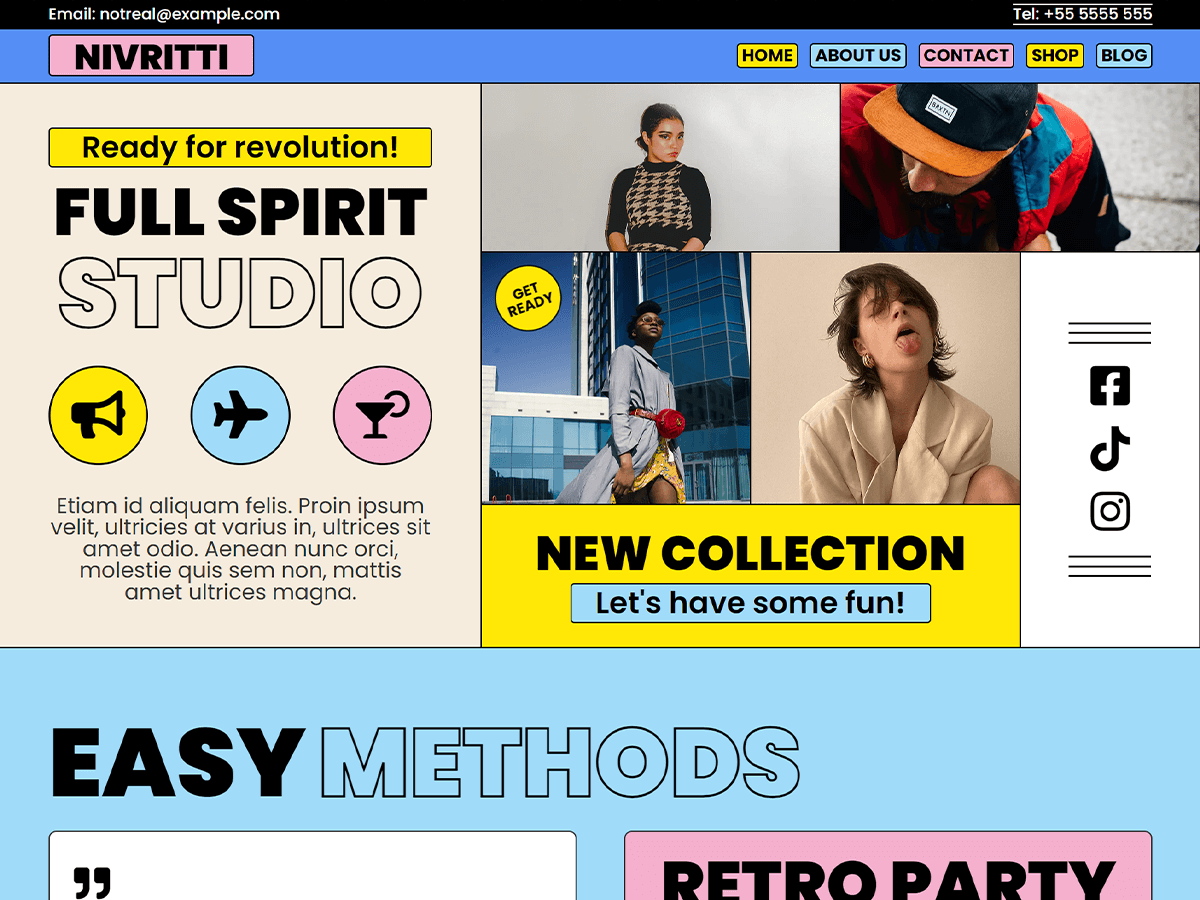 Email: notreal@example.com
Tel: +55 5555 555
NIVRITTI
HOME
ABOUT US
CONTACT
SHOP
BLOG
Ready for revolution!
FULL SPIRIT
STUDIO
Etiam id aliquam felis. Proin ipsum
velit, ultricies at varius in, ultrices sit
amet odio. Aenean nunc orci,
molestie quis sem non, mattis
amet ultrices magna.
BAXTN
GET
READY
NEW COLLECTION
Let's have some fun!
EASY METHODS
”
RETRO PARTY